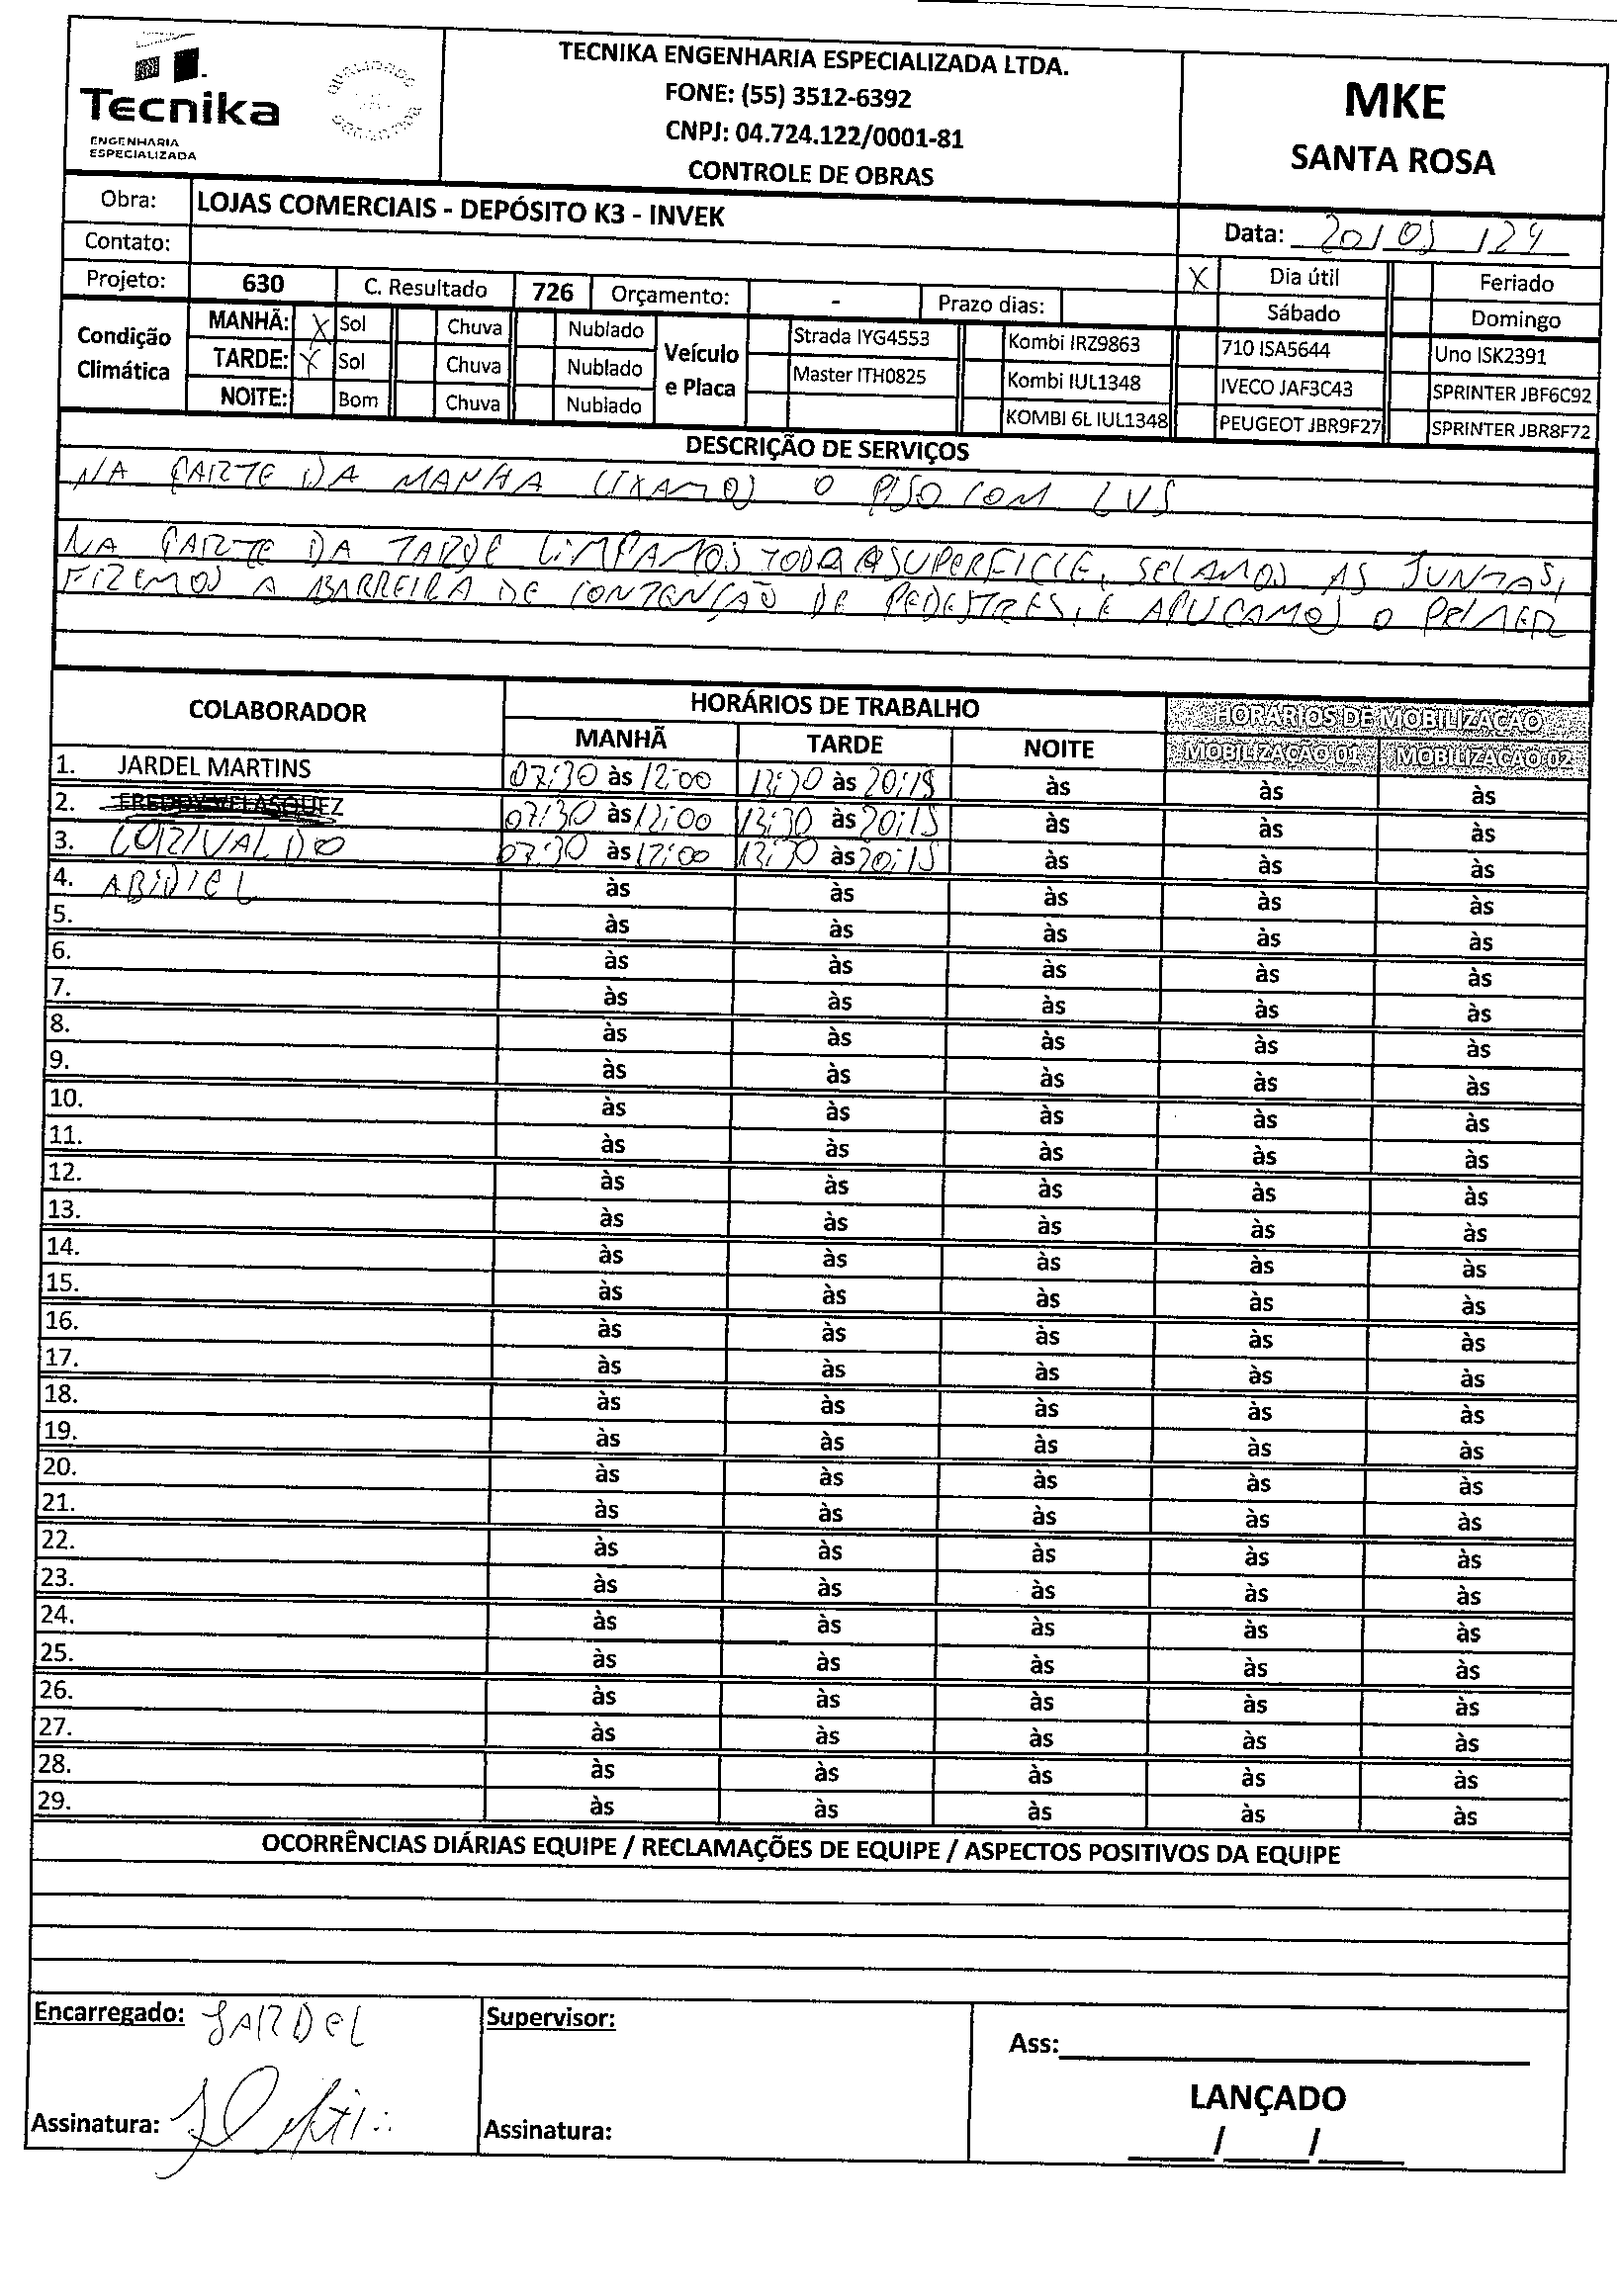 Tecnika
ENGENHARIA
ESPECIALIZADA
QUALIDADE
TECNIKA ENGENHARIA ESPECIALIZADA LTDA.
FONE: (55) 3512-6392
CNPJ: 04.724.122/0001-81
CONTROLE DE OBRAS
MKE
SANTA ROSA
Obra: LOJAS COMERCIAIS - DEPÓSITO K3 - INVEK
Data: 20/03/24
Contato:
Projeto: 630 C. Resultado 726 Orçamento: - Prazo dias:
X Dia útil Feriado
Sábado Domingo
Condição Climática
MANHÃ: X Sol Chuva Nublado
TARDE: X Sol Chuva Nublado
NOITE: Bom Chuva Nublado
Veículo e Placa
Strada IYG4553 Kombi IRZ9863 710 ISA5644 Uno ISK2391
Master ITH0825 Kombi IUL1348 IVECO JAF3C43 SPRINTER JBF6C92
KOMBI 6L IUL1348 PEUGEOT JBR9F27 SPRINTER JBR8F72
DESCRIÇÃO DE SERVIÇOS
NA PARTE DA MANHA LIXAMOS O PISO COM LUS
NA PARTE DA TARDE LIMPAMOS TODA A SUPERFICIE, SELAMOS AS JUNTAS,
FIZEMOS A BARREIRA DE CONTENÇÃO DE PEDESTRES, E APLICAMOS O PRIMER
COLABORADOR HORÁRIOS DE TRABALHO HORÁRIOS DE MOBILIZAÇÃO
MANHÃ TARDE NOITE MOBILIZAÇÃO 01 MOBILIZAÇÃO 02
1. JARDEL MARTINS 07:30 às 12:00 13:30 às 20:15 às às às
2. FREDDY VELASQUEZ 07:30 às 12:00 13:30 às 20:15 às às às
3. LORIVALDO 07:30 às 12:00 13:30 às 20:15 às às às
4. ABIDIEL às às às às às
5. às às às às às
6. às às às às às
7. às às às às às
8. às às às às às
9. às às às às às
10. às às às às às
11. às às às às às
12. às às às às às
13. às às às às às
14. às às às às às
15. às às às às às
16. às às às às às
17. às às às às às
18. às às às às às
19. às às às às às
20. às às às às às
21. às às às às às
22. às às às às às
23. às às às às às
24. às às às às às
25. às às às às às
26. às às às às às
27. às às às às às
28. às às às às às
29. às às às às às
OCORRÊNCIAS DIÁRIAS EQUIPE / RECLAMAÇÕES DE EQUIPE / ASPECTOS POSITIVOS DA EQUIPE
Encarregado: JARDEL
Supervisor:
Ass:
LANÇADO
Assinatura:
Assinatura:
/ /